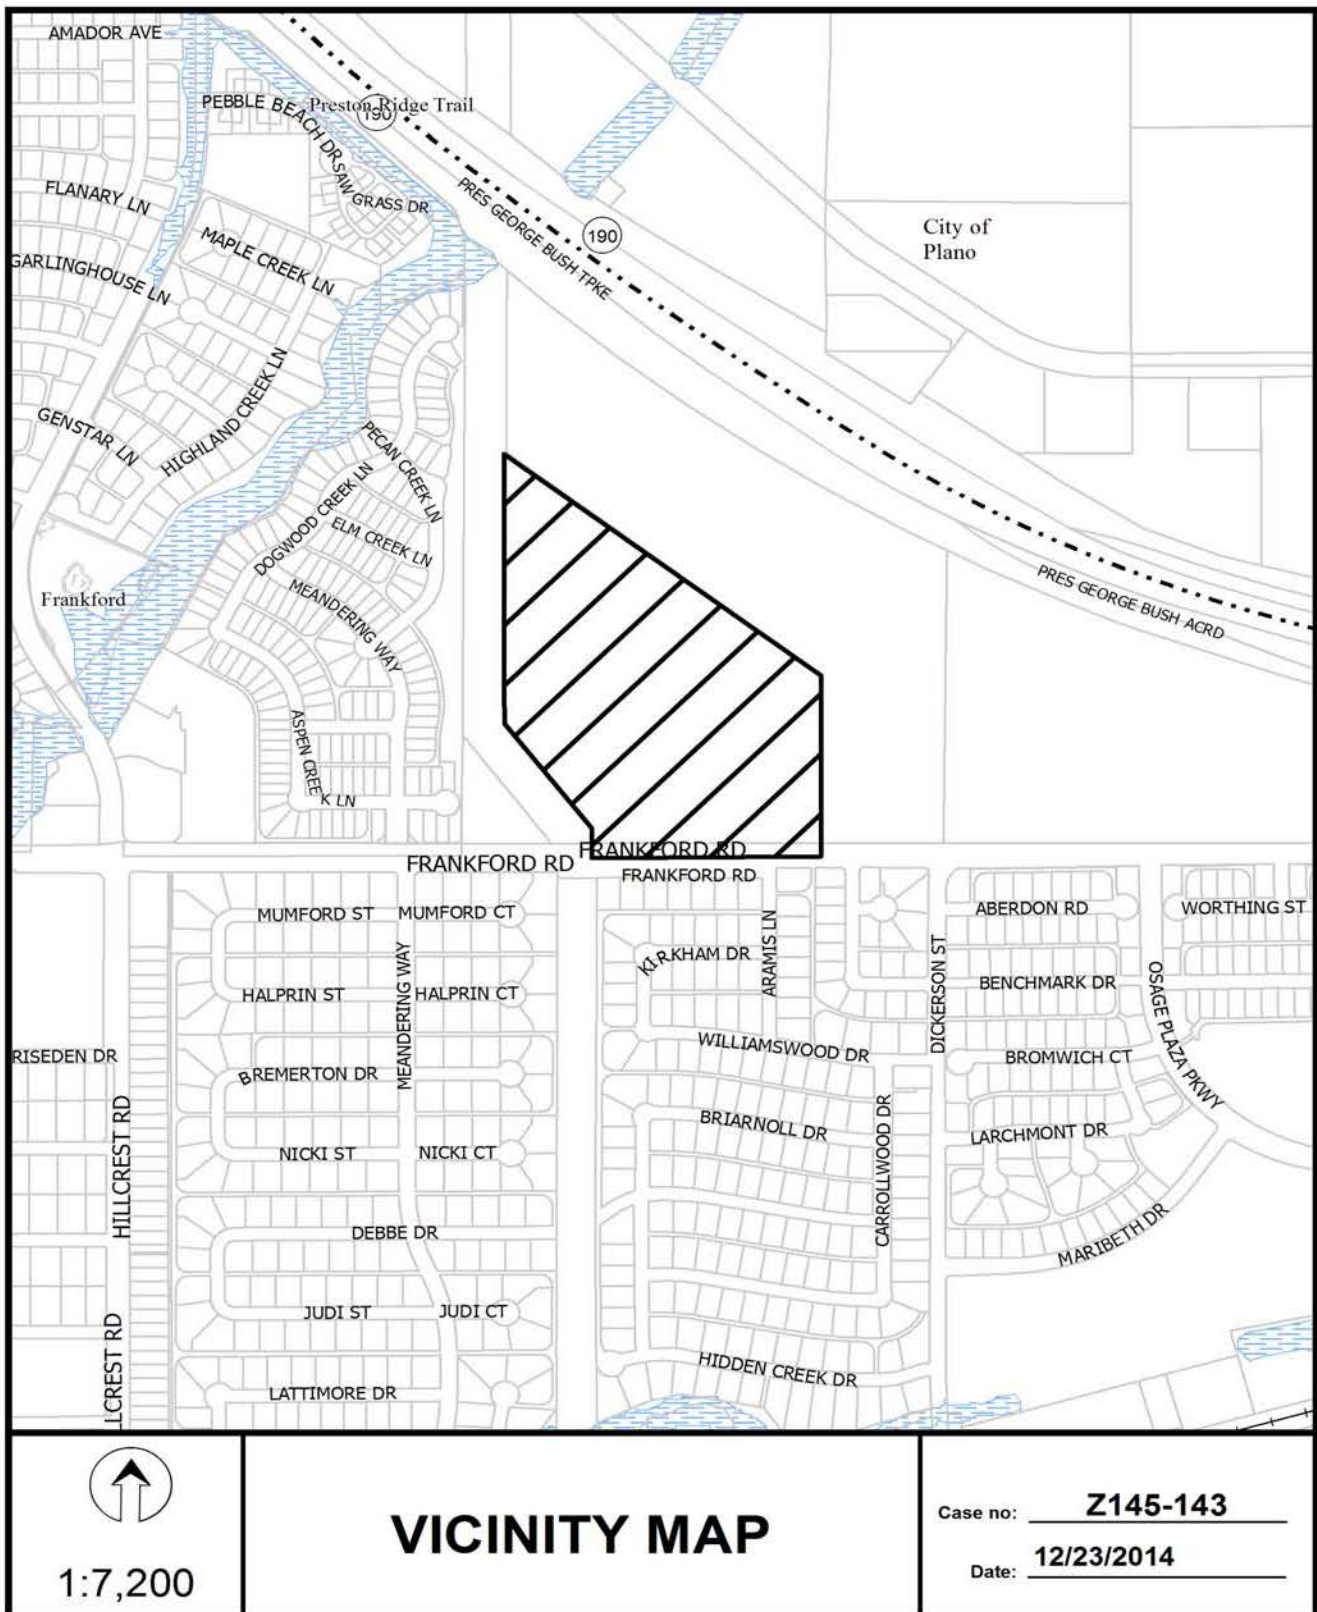 AMADOR AVE
PEBBLE BEACH DR
Preston Ridge Trail
190
SAW GRASS DR
FLANARY LN
PRES GEORGE BUSH TPKE
190
City of
Plano
MAPLE CREEK LN
GARLINGHOUSE LN
HIGHLAND CREEK LN
GENSTAR LN
PECAN CREEK LN
DOGWOOD CREEK LN
ELM CREEK LN
MEANDERING WAY
Frankford
PRES GEORGE BUSH ACRD
ASPEN CREEK LN
FRANKFORD RD
FRANKFORD RD
FRANKFORD RD
MUMFORD ST
MUMFORD CT
ABERDON RD
WORTHING ST
ARAMIS LN
KIRKHAM DR
DICKERSON ST
MEANDERING WAY
HALPRIN ST
HALPRIN CT
BENCHMARK DR
OSAGE PLAZA PKWY
RISEDEN DR
WILLIAMSWOOD DR
BROMWICH CT
BREMERTON DR
HILLCREST RD
BRIARNOLL DR
CARROLLWOOD DR
LARCHMONT DR
NICKI ST
NICKI CT
DEBBE DR
MARIBETH DR
JUDI ST
JUDI CT
LLCREST RD
HIDDEN CREEK DR
LATTIMORE DR
1:7,200
VICINITY MAP
Case no: Z145-143
Date: 12/23/2014